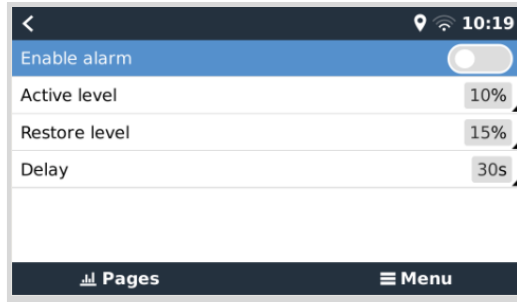 10:19
Enable alarm
Active level 10%
Restore level 15%
Delay 30s
Pages Menu